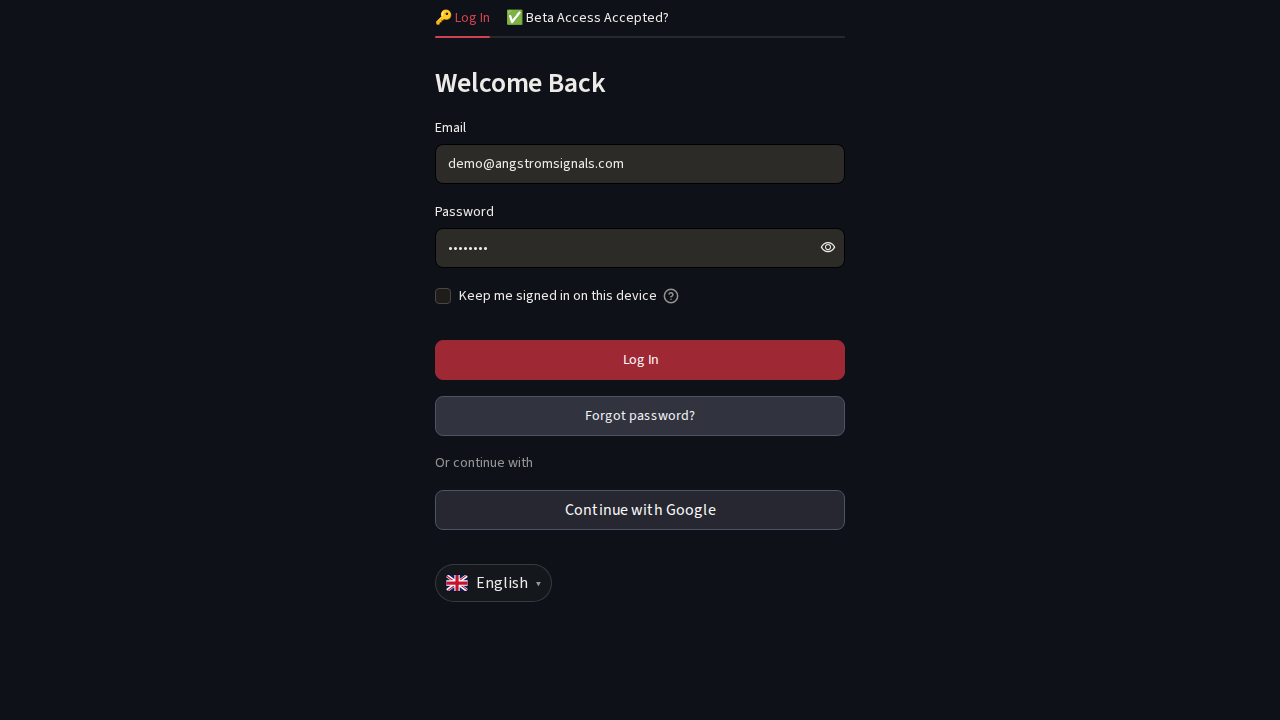 🔑 Log In ✅ Beta Access Accepted?
Welcome Back
Email
demo@angstromsignals.com
Password
••••••••
Keep me signed in on this device
Log In
Forgot password?
Or continue with
Continue with Google
English ▾